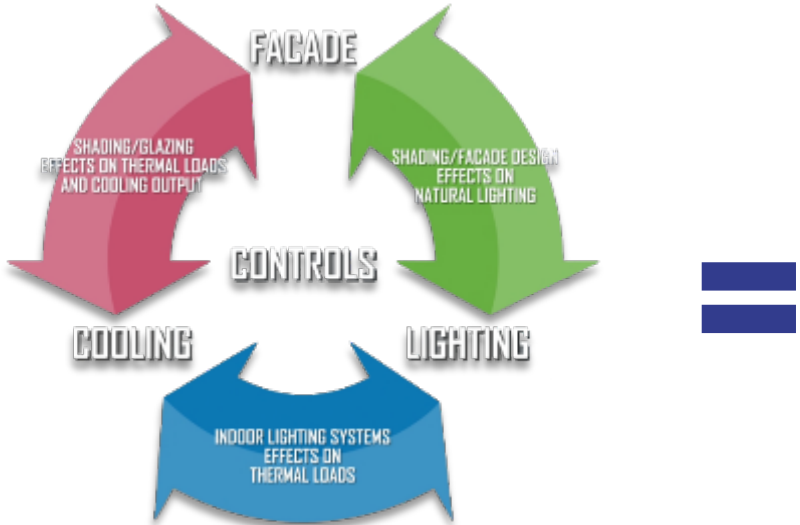 FACADE
SHADING/GLAZING
EFFECTS ON THERMAL LOADS
AND COOLING OUTPUT
SHADING/FACADE DESIGN
EFFECTS ON
NATURAL LIGHTING
CONTROLS
COOLING
LIGHTING
INDOOR LIGHTING SYSTEMS
EFFECTS ON
THERMAL LOADS